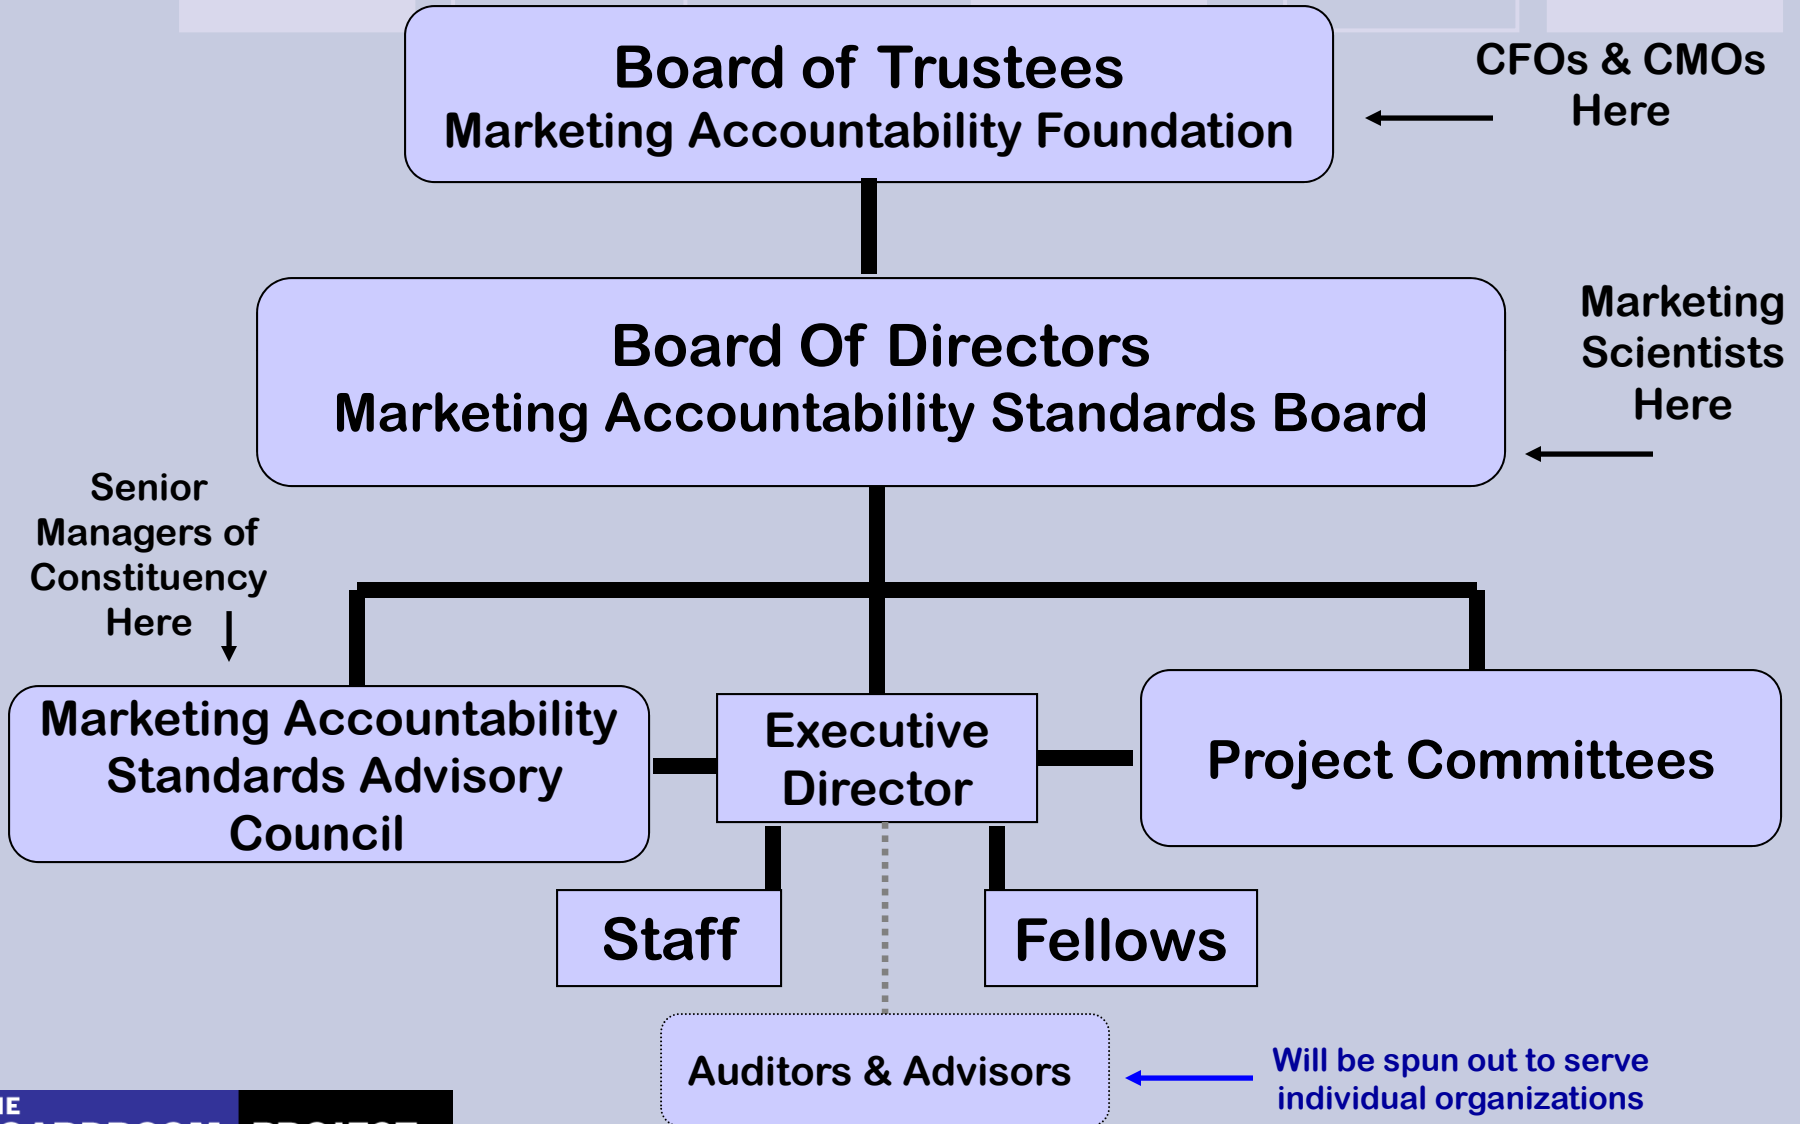 Board of Trustees
Marketing Accountability Foundation
CFOs & CMOs
Here
Board Of Directors
Marketing Accountability Standards Board
Marketing
Scientists
Here
Senior
Managers of
Constituency
Here
Marketing Accountability
Standards Advisory
Council
Executive
Director
Project Committees
Staff
Fellows
Auditors & Advisors
Will be spun out to serve
individual organizations